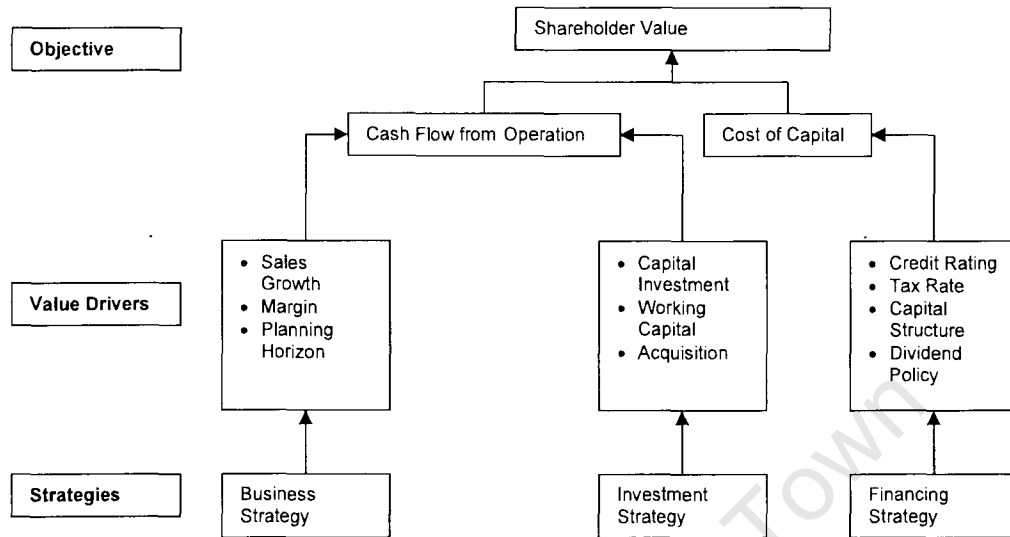 Objective
Shareholder Value
Cash Flow from Operation
Cost of Capital
Value Drivers
• Sales
Growth
• Margin
• Planning
Horizon
• Capital
Investment
• Working
Capital
• Acquisition
• Credit Rating
• Tax Rate
• Capital
Structure
• Dividend
Policy
Strategies
Business
Strategy
Investment
Strategy
Financing
Strategy
Town